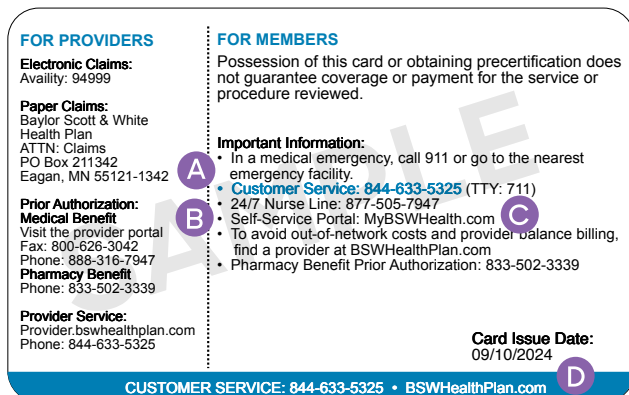 FOR PROVIDERS
Electronic Claims:
Availity: 94999
Paper Claims:
Baylor Scott & White
Health Plan
ATTN: Claims
PO Box 211342
Eagan, MN 55121-1342
Prior Authorization:
Medical Benefit
Visit the provider portal
Fax: 800-626-3042
Phone: 888-316-7947
Pharmacy Benefit
Phone: 833-502-3339
Provider Service:
Provider.bswhealthplan.com
Phone: 844-633-5325
FOR MEMBERS
Possession of this card or obtaining precertification does
not guarantee coverage or payment for the service or
procedure reviewed.
Important Information:
• In a medical emergency, call 911 or go to the nearest
emergency facility.
• Customer Service: 844-633-5325 (TTY: 711)
• 24/7 Nurse Line: 877-505-7947
• Self-Service Portal: MyBSWHealth.com
• To avoid out-of-network costs and provider balance billing,
find a provider at BSWHealthPlan.com
• Pharmacy Benefit Prior Authorization: 833-502-3339
Card Issue Date:
09/10/2024
CUSTOMER SERVICE: 844-633-5325 • BSWHealthPlan.com
A
B
C
D
SAMPLE